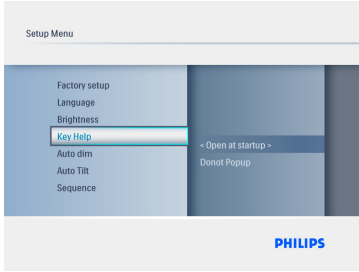 Setup Menu
Factory setup
Language
Brightness
Key Help
Auto dim
Auto Tilt
Sequence
< Open at startup >
Donot Popup
PHILIPS